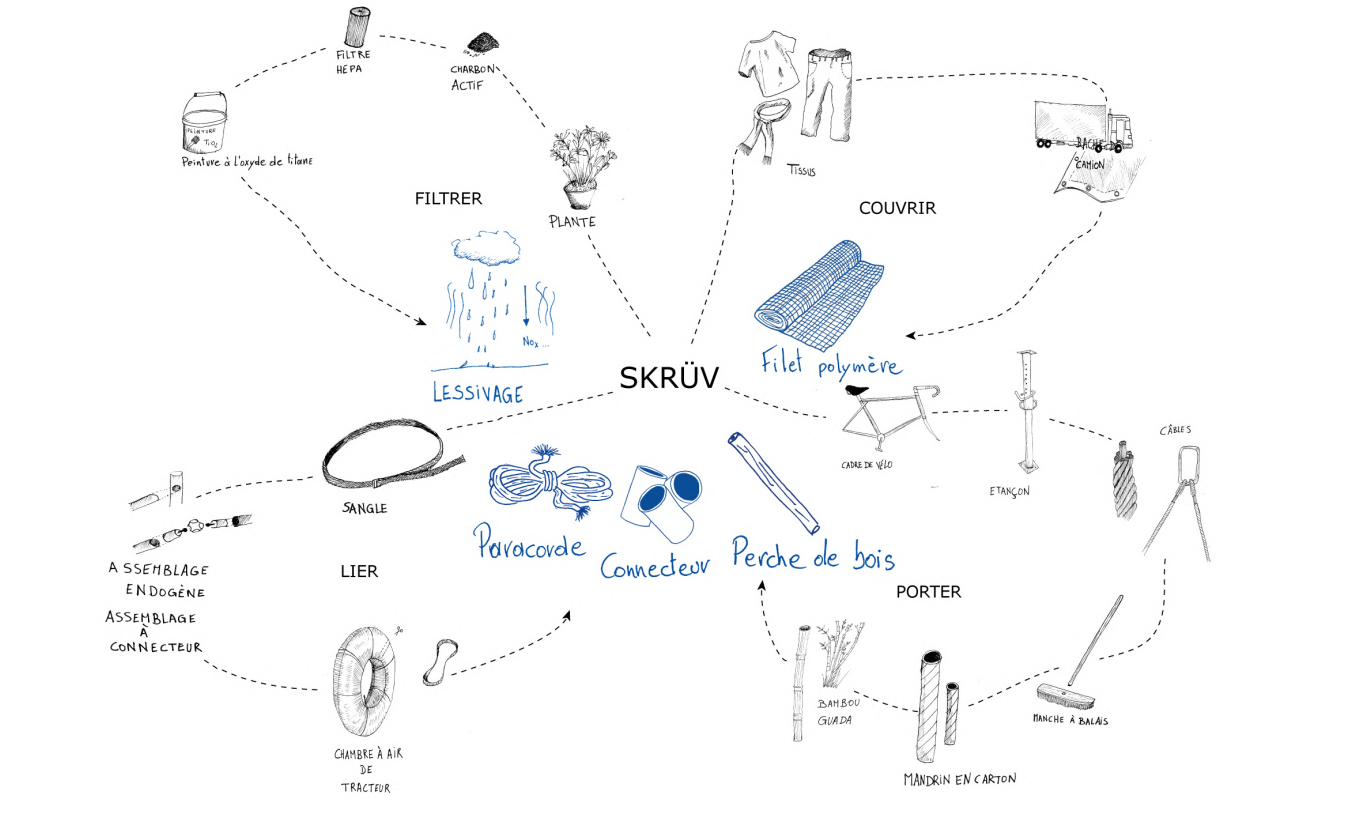 FILTRE
HEPA
CHARBON
ACTIF
PEINTURE
TiO2
Peinture à l'oxyde de titane
PLANTE
FILTRER
Nox ...
LESSIVAGE
TISSUS
BACHE
CAMION
COUVRIR
Filet polymère
SKRÜV
CADRE DE VÉLO
ETANÇON
CÂBLES
SANGLE
ASSEMBLAGE
ENDOGÈNE
ASSEMBLAGE
À
CONNECTEUR
LIER
Paracorde
Connecteur
Perche de bois
PORTER
CHAMBRE À AIR
DE
TRACTEUR
BAMBOU
GUADA
MANDRIN EN CARTON
MANCHE À BALAIS